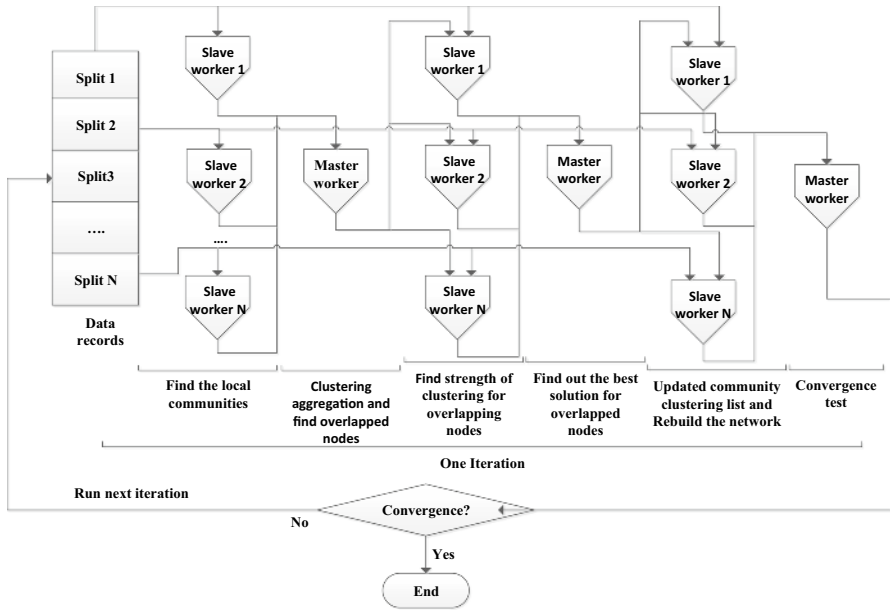 Split 1
Split 2
Split3
....
Split N
Data
records
Slave
worker 1
Slave
worker 2
....
Slave
worker N
Master
worker
Slave
worker 1
Slave
worker 2
Slave
worker N
Master
worker
Slave
worker 1
Slave
worker 2
Slave
worker N
Master
worker
Find the local
communities
Clustering
aggregation and
find overlapped
nodes
Find strength of
clustering for
overlapping
nodes
Find out the best
solution for
overlapped
nodes
Updated community
clustering list and
Rebuild the network
Convergence
test
One Iteration
Run next iteration
No
Convergence?
Yes
End